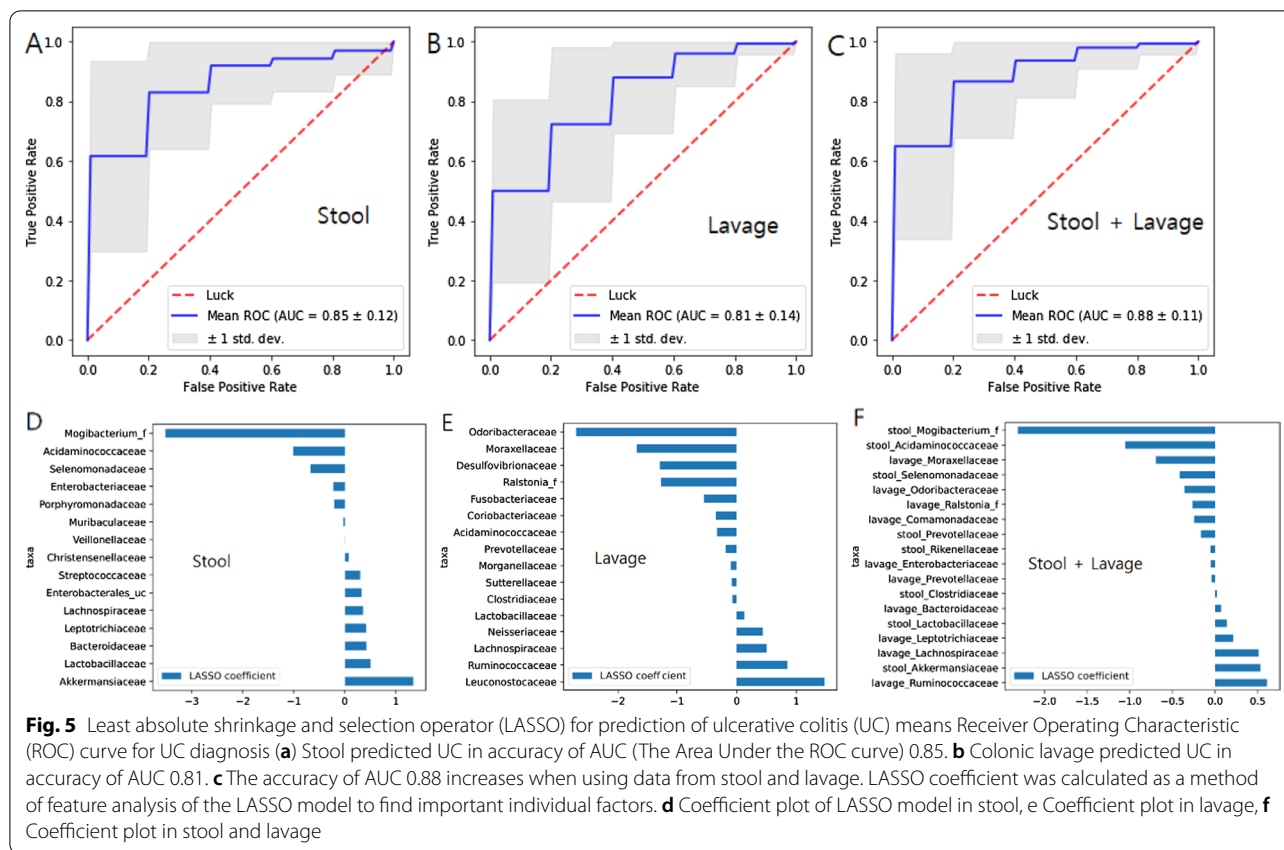 A
1.0
0.8
0.6
0.4
0.2
0.0
True Positive Rate
Stool
Luck
Mean ROC (AUC = 0.85 ± 0.12)
± 1 std. dev.
0.0 0.2 0.4 0.6 0.8 1.0
False Positive Rate
B
1.0
0.8
0.6
0.4
0.2
0.0
True Positive Rate
Lavage
Luck
Mean ROC (AUC = 0.81 ± 0.14)
± 1 std. dev.
0.0 0.2 0.4 0.6 0.8 1.0
False Positive Rate
C
1.0
0.8
0.6
0.4
0.2
0.0
True Positive Rate
Stool + Lavage
Luck
Mean ROC (AUC = 0.88 ± 0.11)
± 1 std. dev.
0.0 0.2 0.4 0.6 0.8 1.0
False Positive Rate
D
Mogibacterium_f
Acidaminococcaceae
Selenomonadaceae
Enterobacteriaceae
Porphyromonadaceae
Muribaculaceae
Veillonellaceae
Christensenellaceae
Streptococcaceae
Enterobacterales_uc
Lachnospiraceae
Leptotrichiaceae
Bacteroidaceae
Lactobacillaceae
Akkermansiaceae
taxa
Stool
LASSO coefficient
−3 −2 −1 0 1
E
Odoribacteraceae
Moraxellaceae
Desulfovibrionaceae
Ralstonia_f
Fusobacteriaceae
Coriobacteriaceae
Acidaminococcaceae
Prevotellaceae
Morganellaceae
Sutterellaceae
Clostridiaceae
Lactobacillaceae
Neisseriaceae
Lachnospiraceae
Ruminococcaceae
Leuconostocaceae
taxa
Lavage
LASSO coefficient
−2 −1 0 1
F
stool_Mogibacterium_f
stool_Acidaminococcaceae
lavage_Moraxellaceae
stool_Selenomonadaceae
lavage_Odoribacteraceae
lavage_Ralstonia_f
lavage_Comamonadaceae
stool_Prevotellaceae
stool_Rikenellaceae
lavage_Enterobacteriaceae
lavage_Prevotellaceae
stool_Clostridiaceae
lavage_Bacteroidaceae
stool_Lactobacillaceae
lavage_Leptotrichiaceae
lavage_Lachnospiraceae
stool_Akkermansiaceae
lavage_Ruminococcaceae
taxa
Stool + Lavage
LASSO coefficient
−2.0 −1.5 −1.0 −0.5 0.0 0.5
Fig. 5 Least absolute shrinkage and selection operator (LASSO) for prediction of ulcerative colitis (UC) means Receiver Operating Characteristic
(ROC) curve for UC diagnosis (a) Stool predicted UC in accuracy of AUC (The Area Under the ROC curve) 0.85. b Colonic lavage predicted UC in
accuracy of AUC 0.81. c The accuracy of AUC 0.88 increases when using data from stool and lavage. LASSO coefficient was calculated as a method
of feature analysis of the LASSO model to find important individual factors. d Coefficient plot of LASSO model in stool, e Coefficient plot in lavage, f
Coefficient plot in stool and lavage